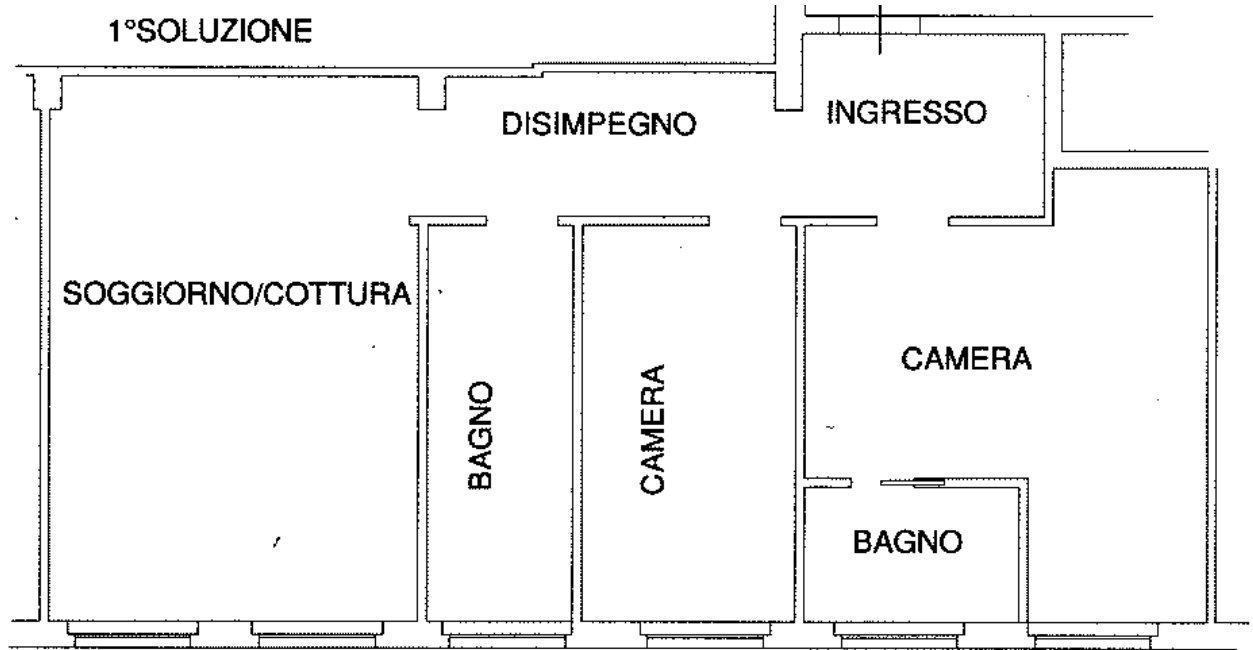 1°SOLUZIONE
DISIMPEGNO
INGRESSO
SOGGIORNO/COTTURA
BAGNO
CAMERA
CAMERA
BAGNO